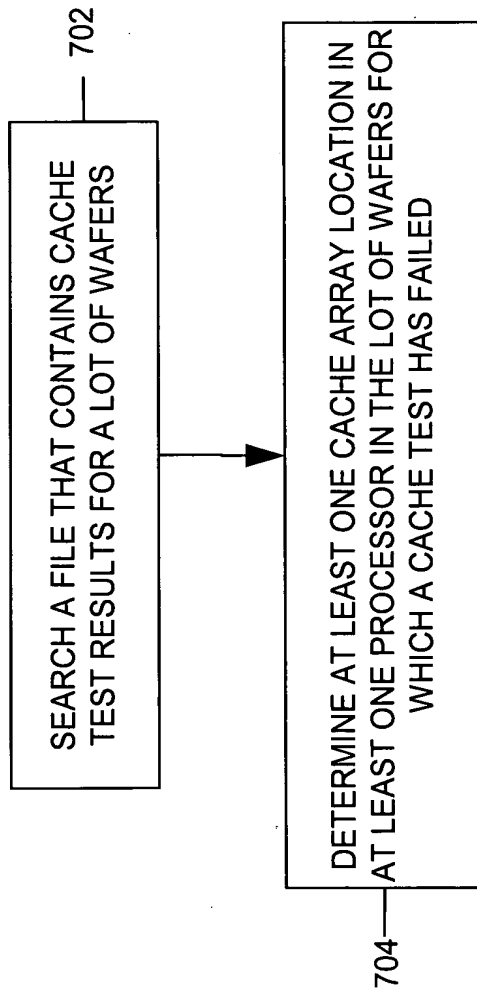 702
SEARCH A FILE THAT CONTAINS CACHE
TEST RESULTS FOR A LOT OF WAFERS
DETERMINE AT LEAST ONE CACHE ARRAY LOCATION IN
AT LEAST ONE PROCESSOR IN THE LOT OF WAFERS FOR
WHICH A CACHE TEST HAS FAILED
704